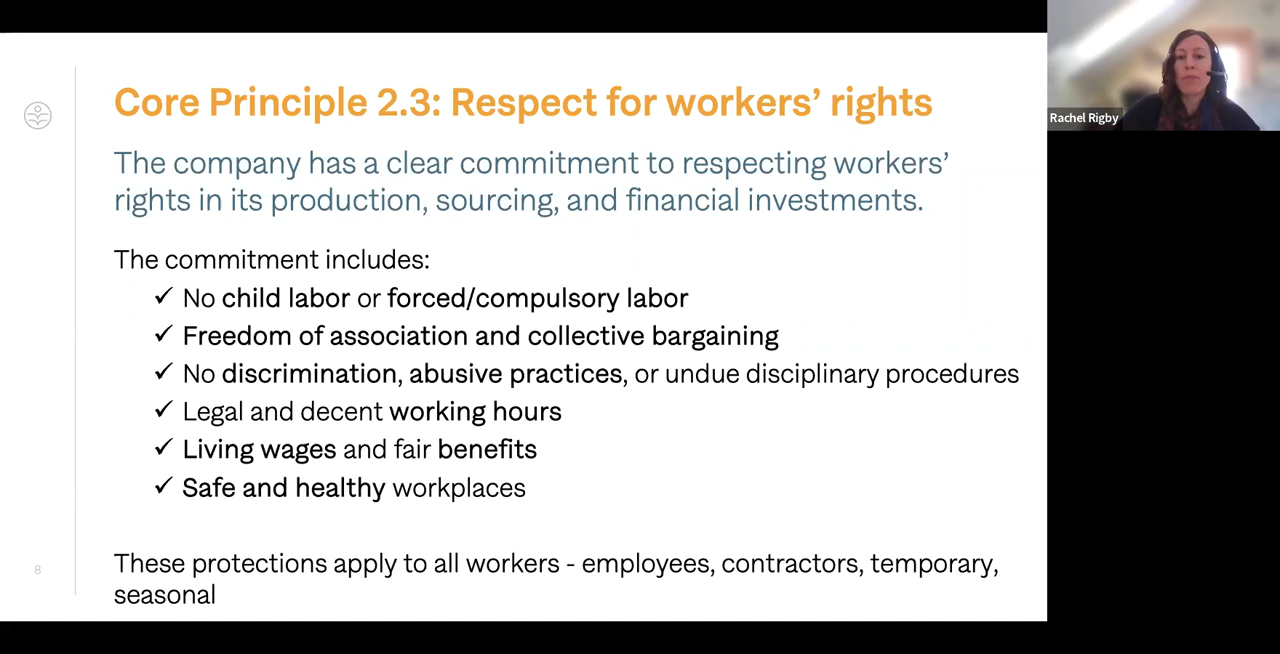 Core Principle 2.3: Respect for workers’ rights
The company has a clear commitment to respecting workers’
rights in its production, sourcing, and financial investments.
The commitment includes:
✓ No child labor or forced/compulsory labor
✓ Freedom of association and collective bargaining
✓ No discrimination, abusive practices, or undue disciplinary procedures
✓ Legal and decent working hours
✓ Living wages and fair benefits
✓ Safe and healthy workplaces
These protections apply to all workers - employees, contractors, temporary,
seasonal
8
Rachel Rigby